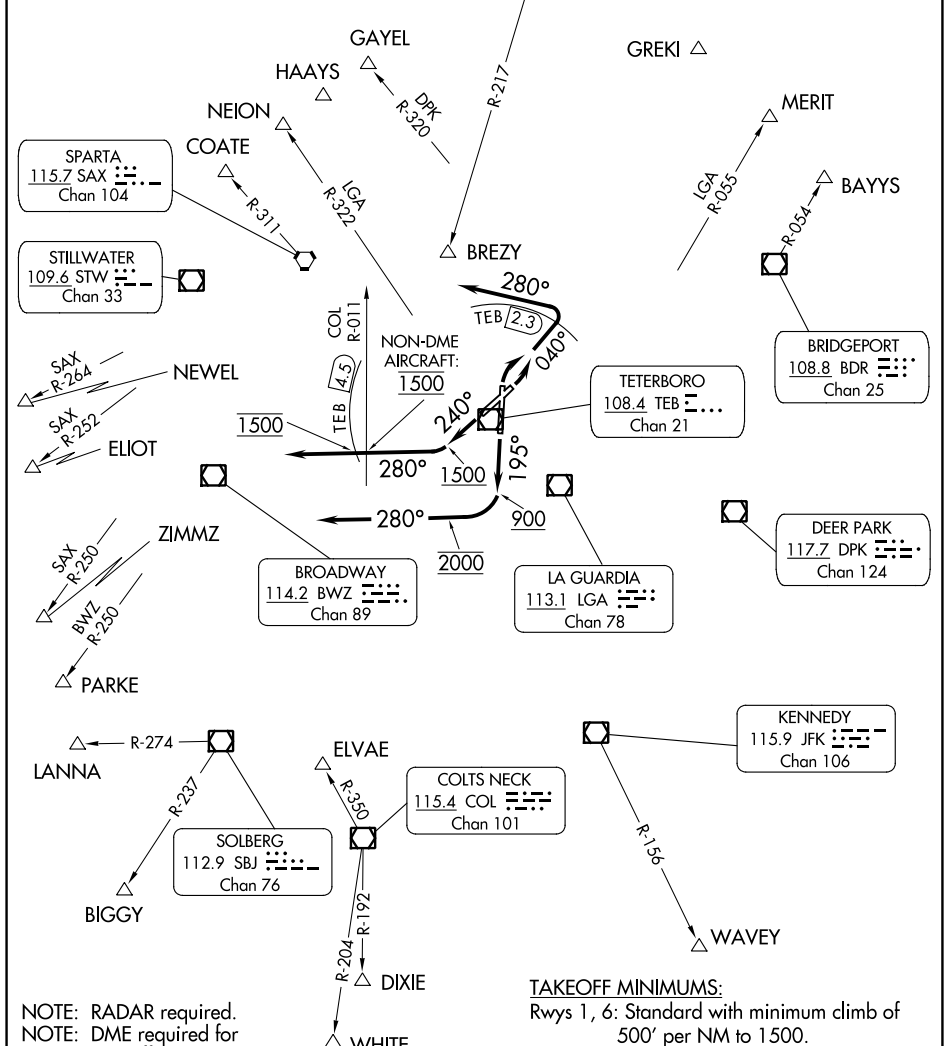 GAYEL
GREKI
HAAYS
DPK
R-320
R-217
MERIT
NEION
COATE
SPARTA
115.7 SAX
Chan 104
R-311
LGA
R-322
LGA
R-055
BAYYS
R-054
STILLWATER
109.6 STW
Chan 33
BREZY
280°
TEB 2.3
COL
R-011
NON-DME
AIRCRAFT:
1500
040°
BRIDGEPORT
108.8 BDR
Chan 25
SAX
R-264
NEWEL
TEB 4.5
TETERBORO
108.4 TEB
Chan 21
SAX
R-252
ELIOT
1500
240°
280°
1500
195°
ZIMMZ
280°
900
2000
SAX
R-250
BWZ
R-250
BROADWAY
114.2 BWZ
Chan 89
LA GUARDIA
113.1 LGA
Chan 78
DEER PARK
117.7 DPK
Chan 124
PARKE
LANNA
R-274
R-237
ELVAE
R-350
COLTS NECK
115.4 COL
Chan 101
KENNEDY
115.9 JFK
Chan 106
SOLBERG
112.9 SBJ
Chan 76
R-156
BIGGY
R-192
R-204
WAVEY
DIXIE
WHITE
NOTE: RADAR required.
NOTE: DME required for
TAKEOFF MINIMUMS:
Rwys 1, 6: Standard with minimum climb of
500' per NM to 1500.